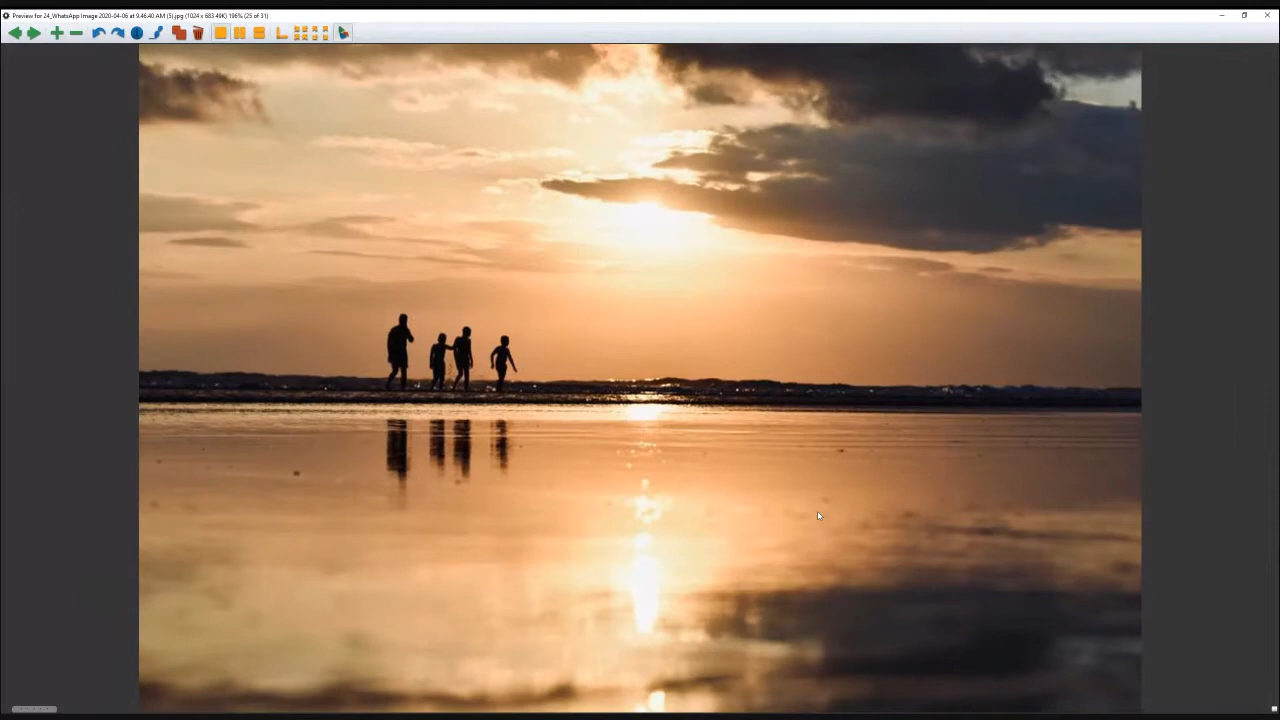 Preview for 24_WhatsApp Image 2020-04-06 at 9.46.40 AM (5).jpg (1024 x 683 49K) 196% (25 of 31)